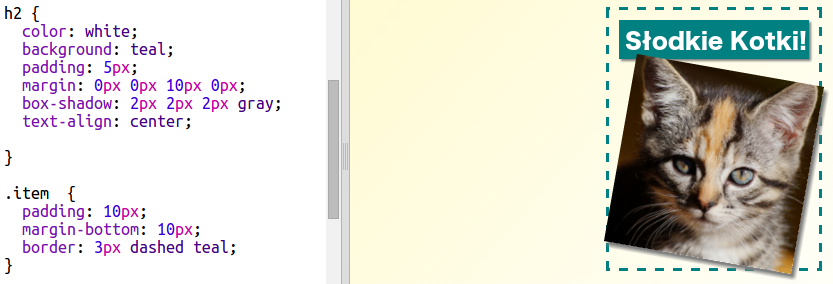 h2 {
color: white;
background: teal;
padding: 5px;
margin: 0px 0px 10px 0px;
box-shadow: 2px 2px 2px gray;
text-align: center;
}
.item  {
padding: 10px;
margin-bottom: 10px;
border: 3px dashed teal;
}
Słodkie Kotki!